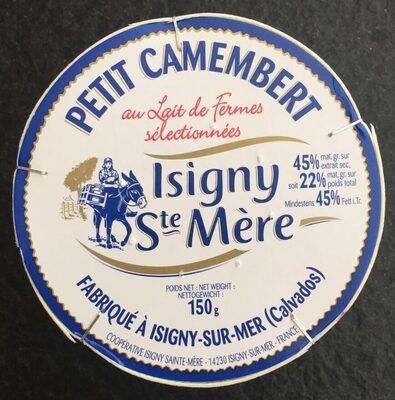 PETIT CAMEMBERT
au Lait de Fermes
sélectionnées
Isigny
Ste Mère
45% mat. gr. sur extrait sec.
soit 22% mat. gr. sur poids total
Mindestens 45% Fett i.Tr.
POIDS NET : NET WEIGHT :
NETTOGEWICHT :
150g
FABRIQUÉ À ISIGNY-SUR-MER (Calvados)
COOPÉRATIVE ISIGNY SAINTE-MÈRE - 14230 ISIGNY-SUR-MER - FRANCE